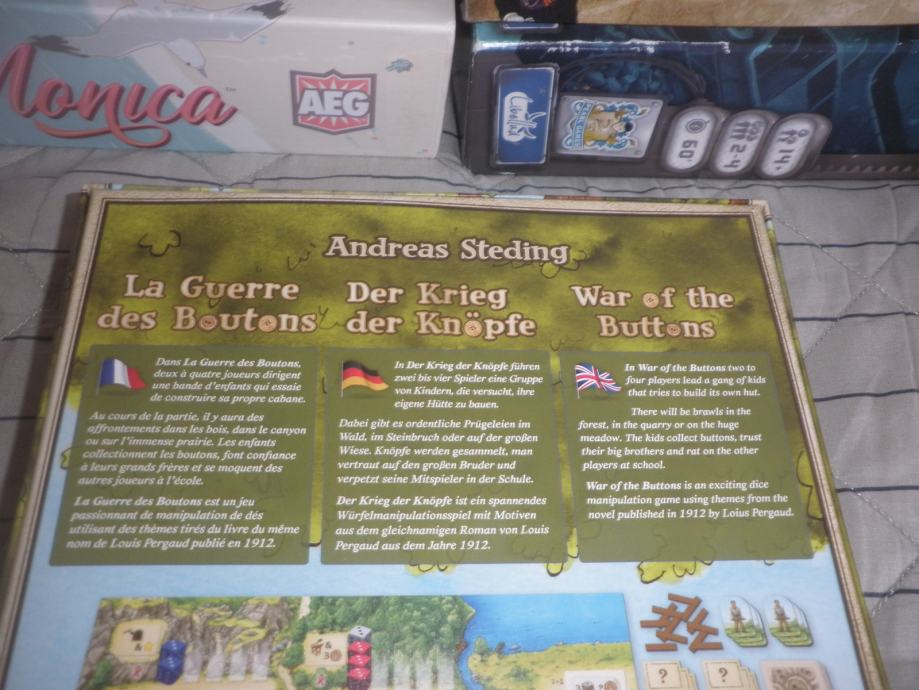 Monica
TM
AEG
Libellud
60'
2-4
14+
Andreas Steding
La Guerre
des Boutons
Dans La Guerre des Boutons,
deux à quatre joueurs dirigent
une bande d'enfants qui essaie
de construire sa propre cabane.
Au cours de la partie, il y aura des
affrontements dans les bois, dans le canyon
ou sur l'immense prairie. Les enfants
collectionnent les boutons, font confiance
à leurs grands frères et se moquent des
autres joueurs à l'école.
La Guerre des Boutons est un jeu
passionnant de manipulation de dés
utilisant des thèmes tirés du livre du même
nom de Louis Pergaud publié en 1912.
Der Krieg
der Knöpfe
In Der Krieg der Knöpfe führen
zwei bis vier Spieler eine Gruppe
von Kindern, die versucht, ihre
eigene Hütte zu bauen.
Dabei gibt es ordentliche Prügeleien im
Wald, im Steinbruch oder auf der großen
Wiese. Knöpfe werden gesammelt, man
vertraut auf den großen Bruder und
verpetzt seine Mitspieler in der Schule.
Der Krieg der Knöpfe ist ein spannendes
Würfelmanipulationsspiel mit Motiven
aus dem gleichnamigen Roman von Louis
Pergaud aus dem Jahre 1912.
War of the
Buttons
In War of the Buttons two to
four players lead a gang of kids
that tries to build its own hut.
There will be brawls in the
forest, in the quarry or on the huge
meadow. The kids collect buttons, trust
their big brothers and rat on the other
players at school.
War of the Buttons is an exciting dice
manipulation game using themes from the
novel published in 1912 by Loius Pergaud.
? ?